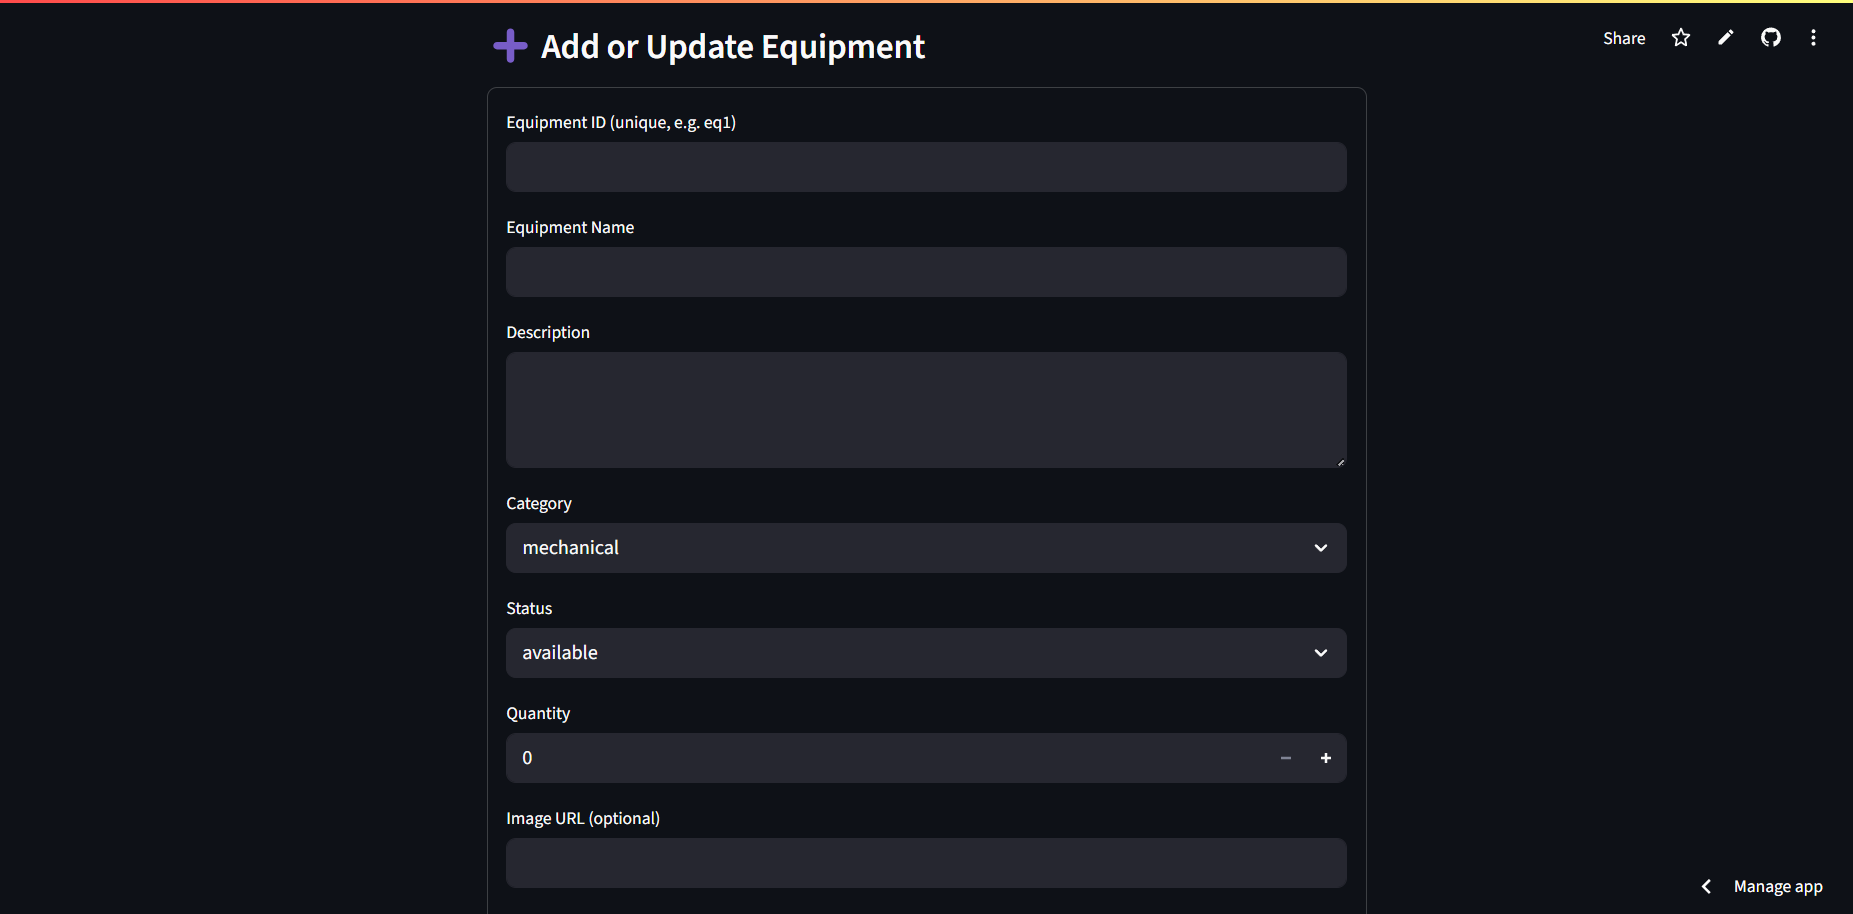 Add or Update Equipment
Share
Equipment ID (unique, e.g. eq1)
Equipment Name
Description
Category
mechanical
Status
available
Quantity
0
Image URL (optional)
Manage app